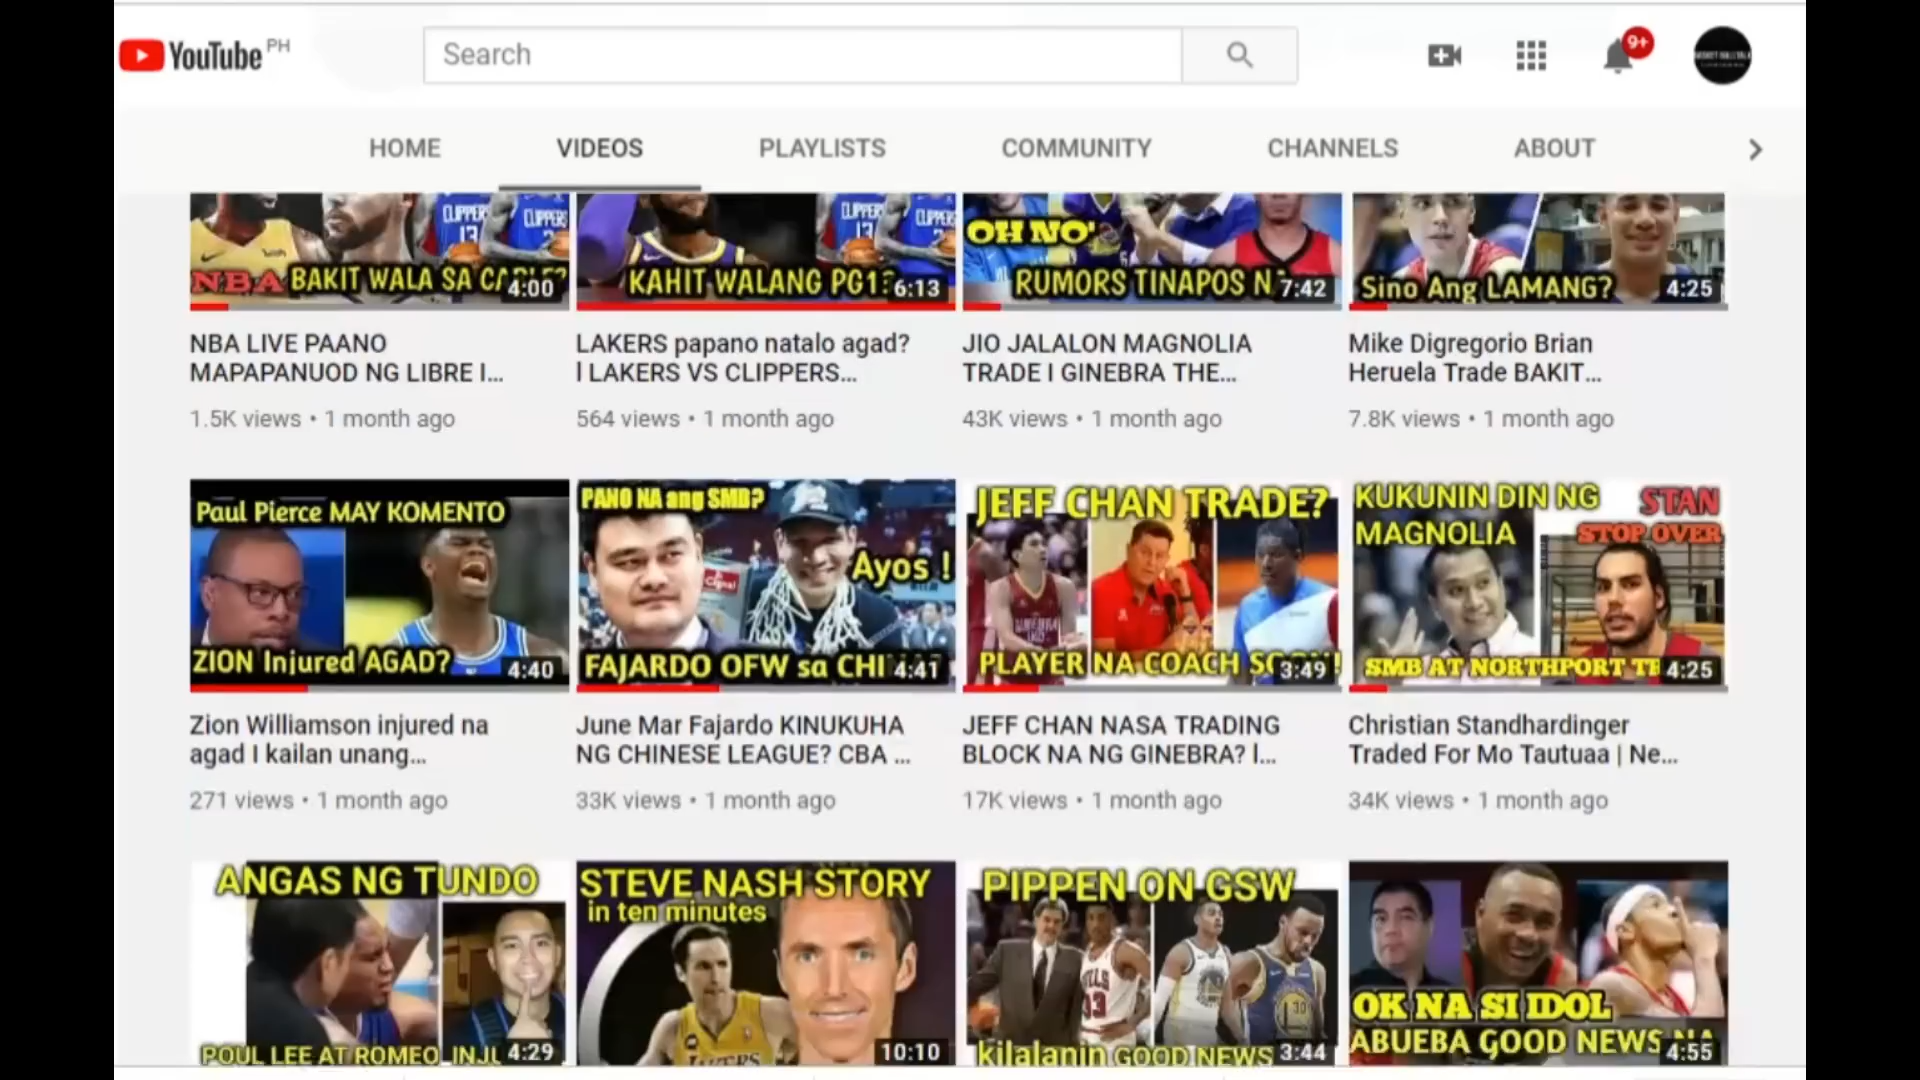 YouTube PH
Search
9+
HOME VIDEOS PLAYLISTS COMMUNITY CHANNELS ABOUT
CLIPPERS 13 CLIPPERS
NBA BAKIT WALA SA
4:00
CLIPPERS 13 CLIPPERS
KAHIT WALANG
6:13
OH NO'
RUMORS TINAPOS
7:42
Sino Ang LAMANG?
4:25
NBA LIVE PAANO
MAPAPANUOD NG LIBRE I...
1.5K views • 1 month ago
LAKERS papano natalo agad?
l LAKERS VS CLIPPERS...
564 views • 1 month ago
JIO JALALON MAGNOLIA
TRADE I GINEBRA THE...
43K views • 1 month ago
Mike Digregorio Brian
Heruela Trade BAKIT...
7.8K views • 1 month ago
Paul Pierce MAY KOMENTO
ZION Injured AGAD?
4:40
PANO NA ang SMB?
Ayos !
FAJARDO OFW sa
4:41
JEFF CHAN TRADE?
PLAYER NA COACH
3:49
KUKUNIN DIN NG
MAGNOLIA
STAN
STOP OVER
SMB AT NORTHPORT
4:25
Zion Williamson injured na
agad I kailan unang...
271 views • 1 month ago
June Mar Fajardo KINUKUHA
NG CHINESE LEAGUE? CBA ...
33K views • 1 month ago
JEFF CHAN NASA TRADING
BLOCK NA NG GINEBRA? l...
17K views • 1 month ago
Christian Standhardinger
Traded For Mo Tautuaa | Ne...
34K views • 1 month ago
ANGAS NG TUNDO
POUL LEE AT ROMEO
4:29
STEVE NASH STORY
in ten minutes
LAKERS
10:10
PIPPEN ON GSW
33
30
kilalanin GOOD NEWS
3:44
OK NA SI IDOL
ABUEBA GOOD NEWS
4:55